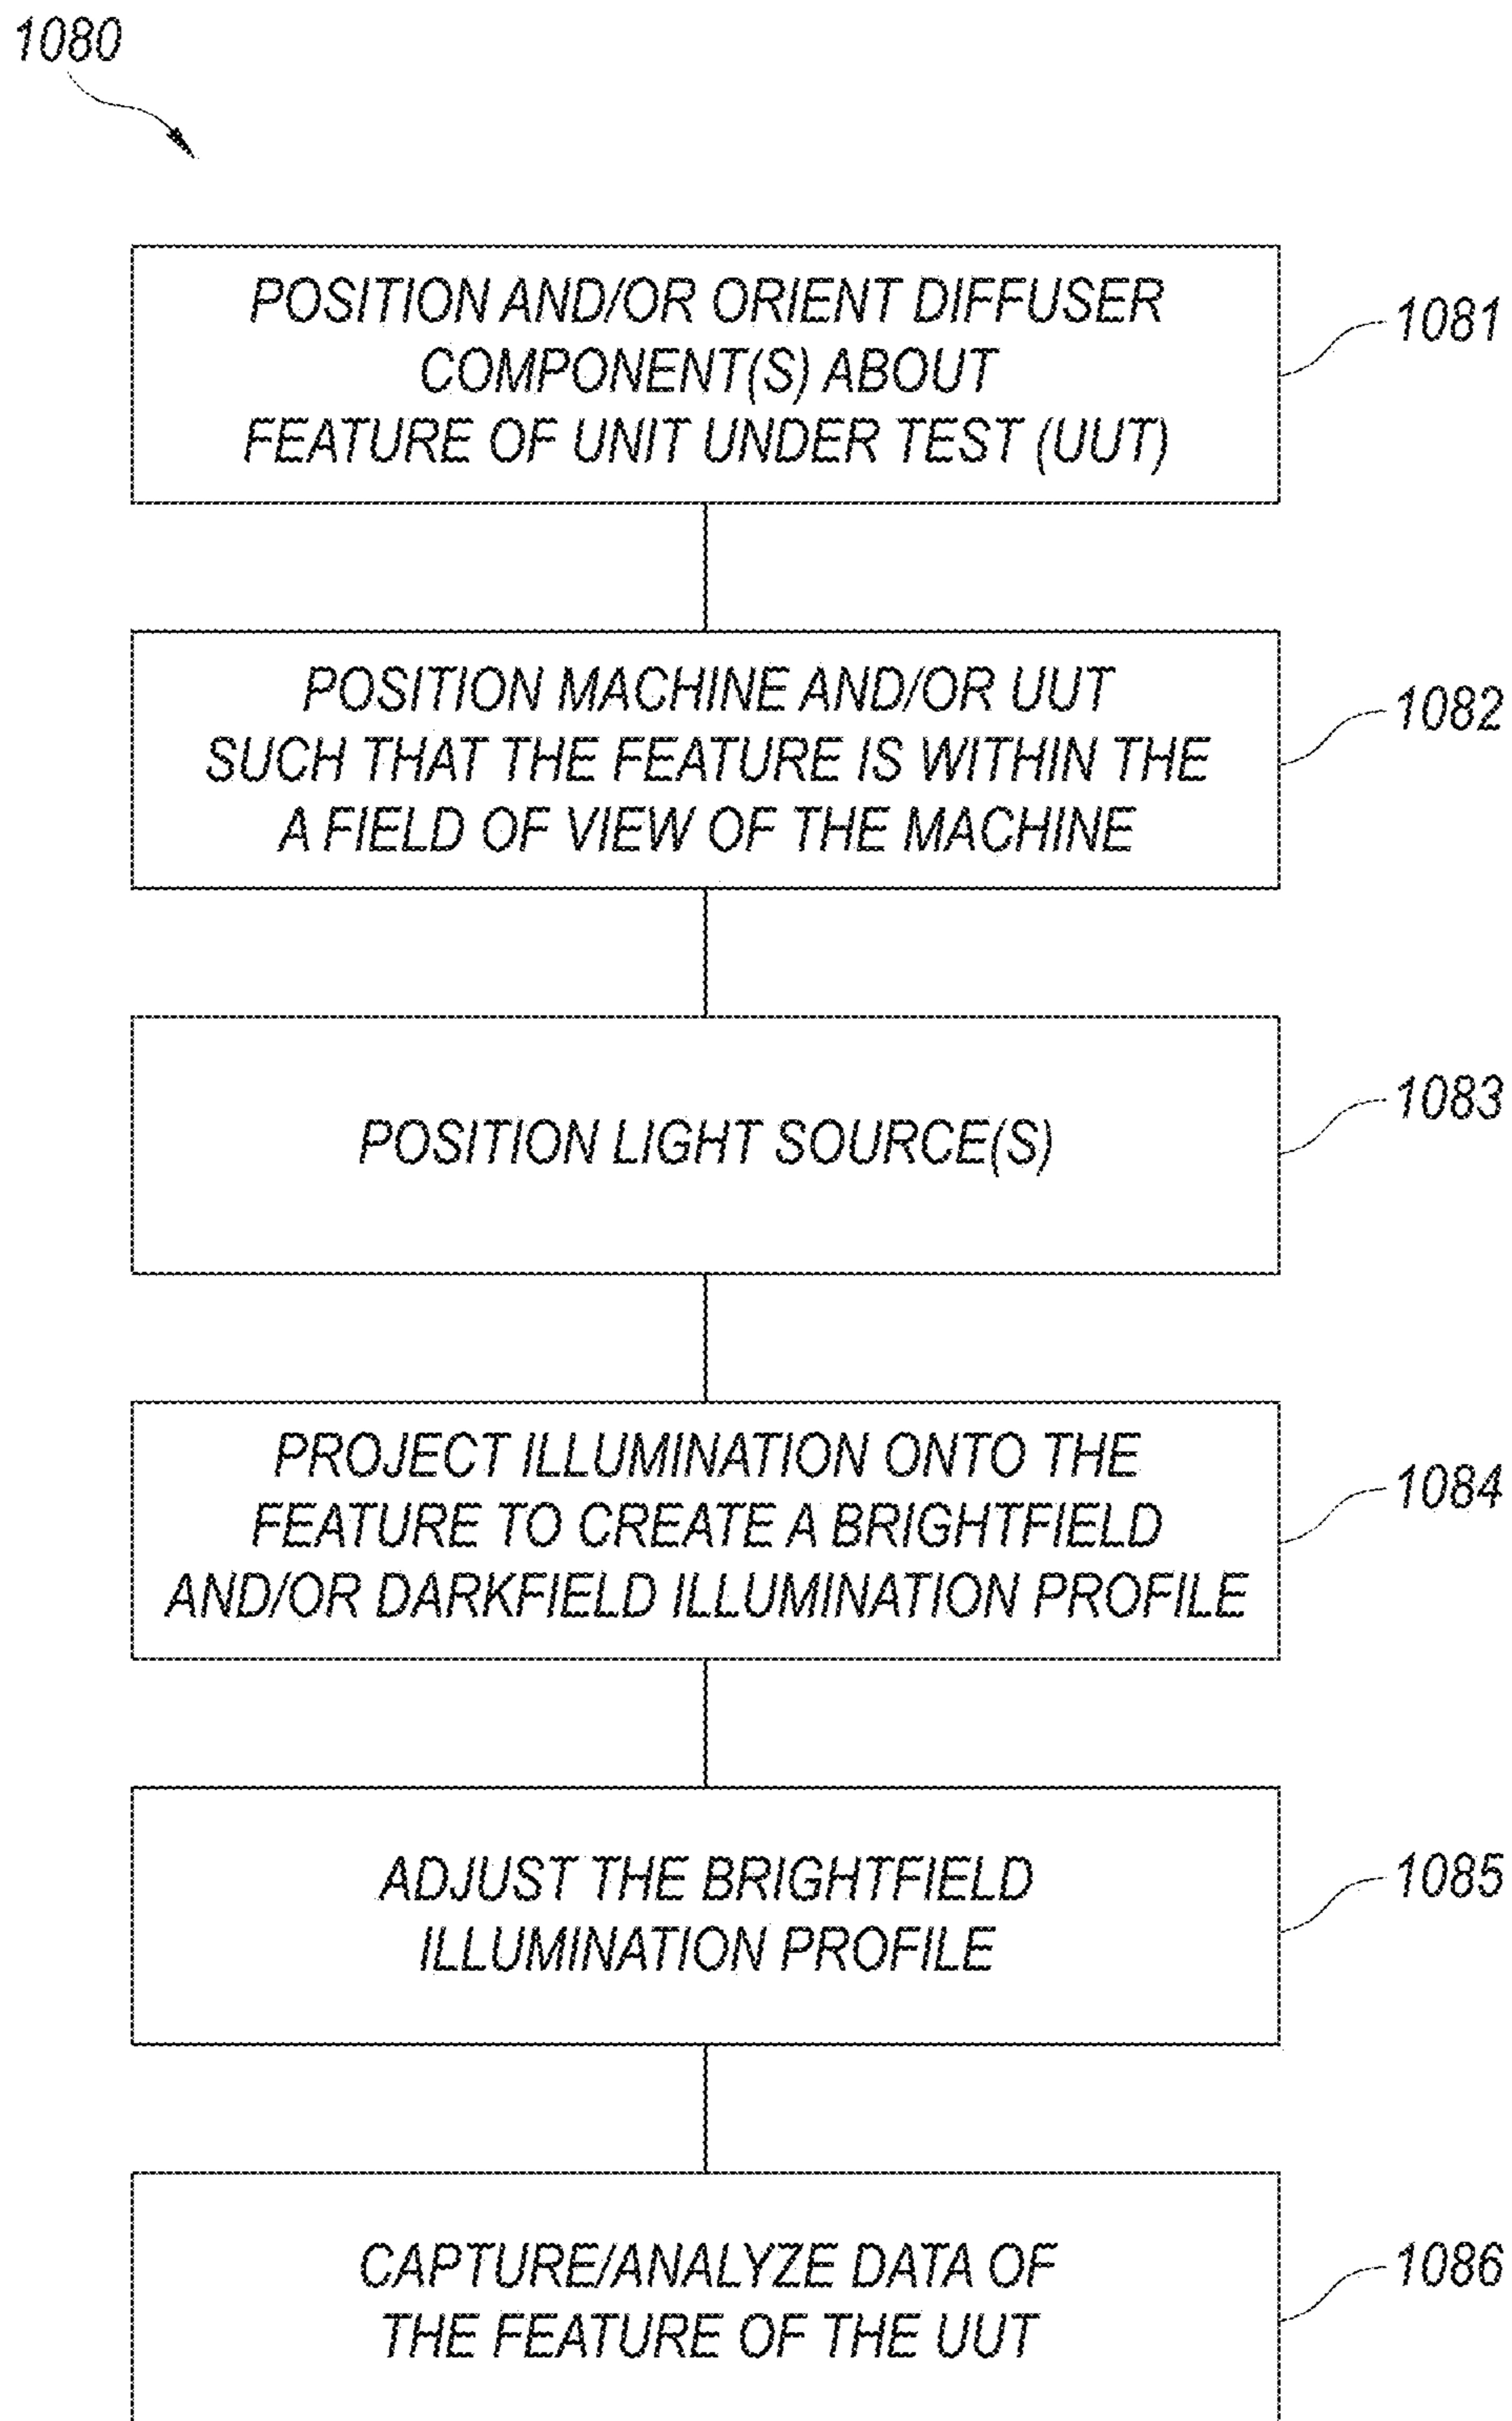 1080
POSITION AND/OR ORIENT DIFFUSER
COMPONENT(S) ABOUT
FEATURE OF UNIT UNDER TEST (UUT)
1081
POSITION MACHINE AND/OR UUT
SUCH THAT THE FEATURE IS WITHIN THE
A FIELD OF VIEW OF THE MACHINE
1082
POSITION LIGHT SOURCE(S)
1083
PROJECT ILLUMINATION ONTO THE
FEATURE TO CREATE A BRIGHTFIELD
AND/OR DARKFIELD ILLUMINATION PROFILE
1084
ADJUST THE BRIGHTFIELD
ILLUMINATION PROFILE
1085
CAPTURE/ANALYZE DATA OF
THE FEATURE OF THE UUT
1086